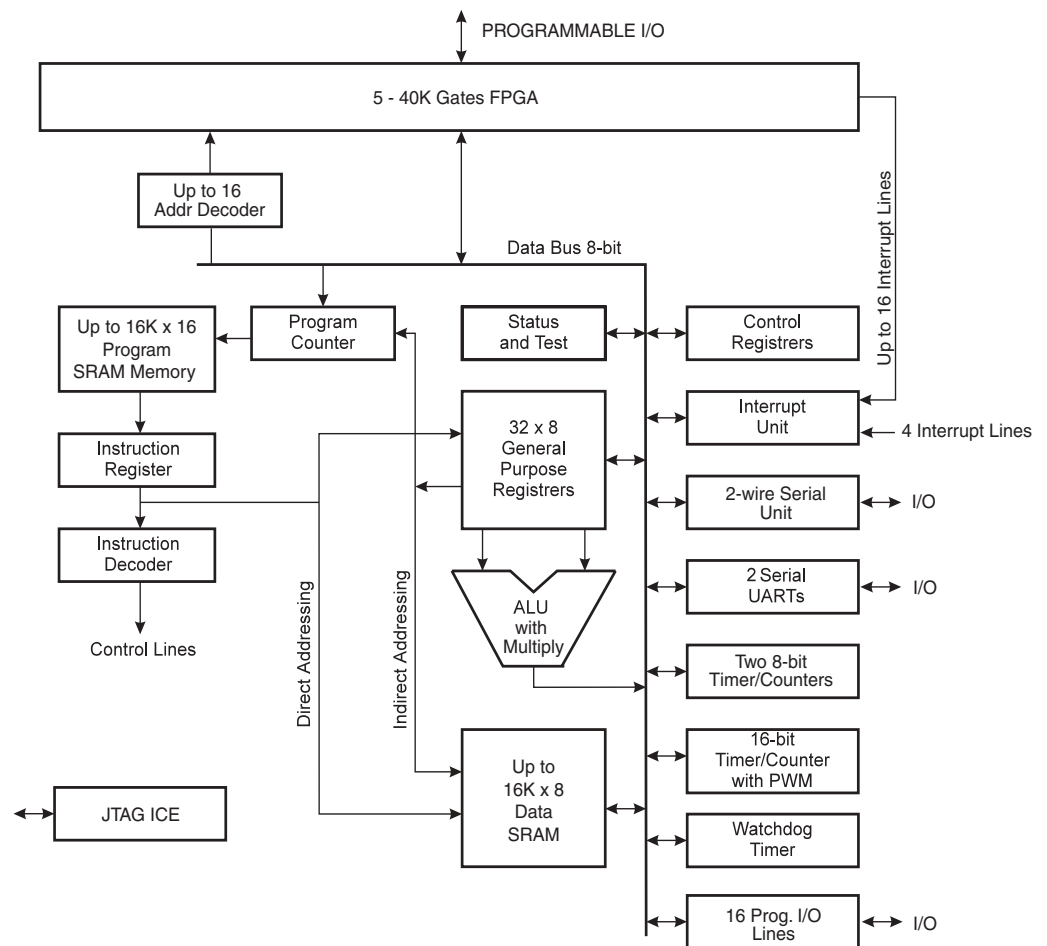 PROGRAMMABLE I/O
5 - 40K Gates FPGA
Up to 16
Addr Decoder
Up to 16 Interrupt Lines
Data Bus 8-bit
Up to 16K x 16
Program
SRAM Memory
Program
Counter
Status
and Test
Control
Registrers
Instruction
Register
32 x 8
General
Purpose
Registrers
Interrupt
Unit
4 Interrupt Lines
2-wire Serial
Unit
I/O
Instruction
Decoder
Control Lines
Direct Addressing
Indirect Addressing
ALU
with
Multiply
2 Serial
UARTs
I/O
Two 8-bit
Timer/Counters
Up to
16K x 8
Data
SRAM
16-bit
Timer/Counter
with PWM
JTAG ICE
Watchdog
Timer
16 Prog. I/O
Lines
I/O